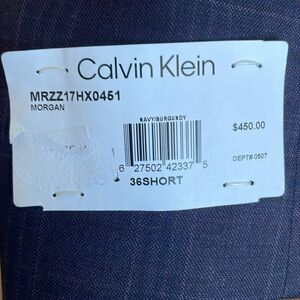 Calvin Klein
MRZZ17HX0451
MORGAN
NAVY/BURGUNDY
$450.00
6 27502 42337 5
DEPT# 0507
36SHORT